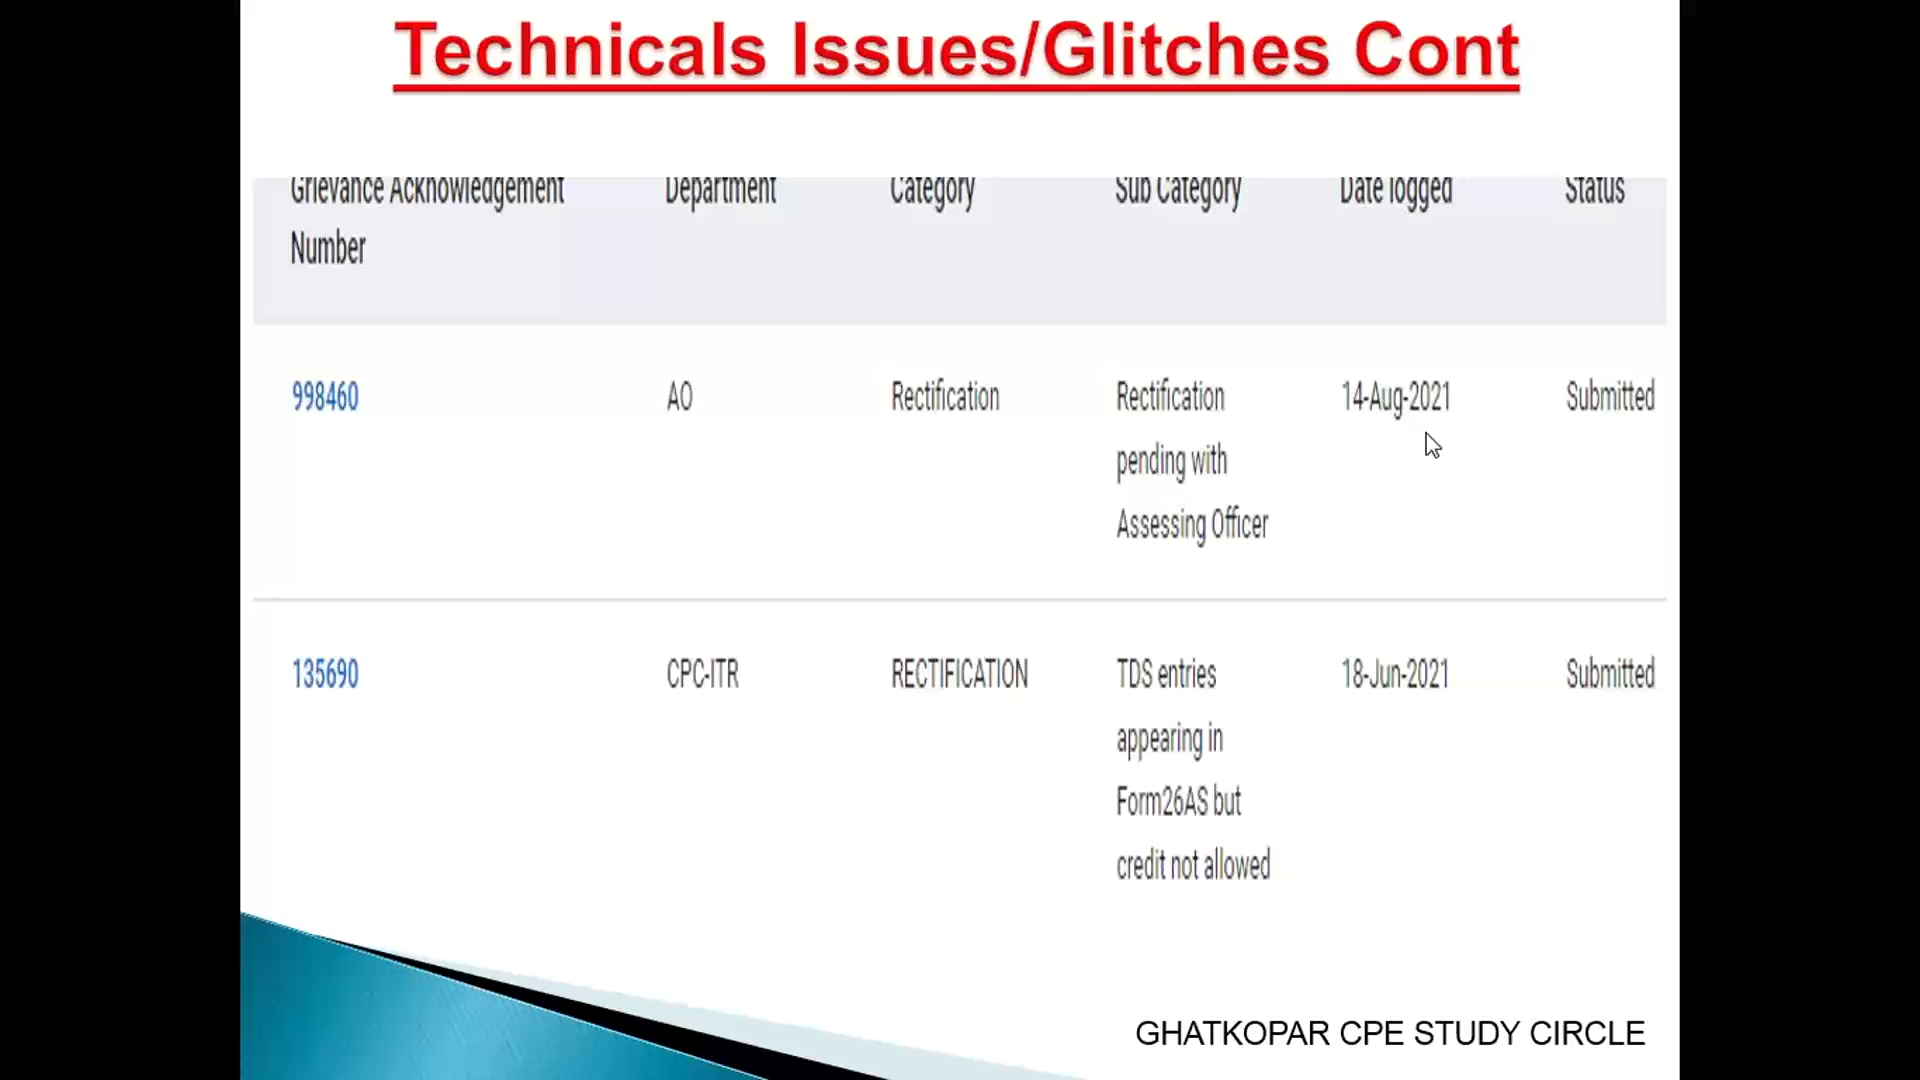 Technicals Issues/Glitches Cont
Grievance Acknowledgement Number Department Category Sub Category Date logged Status
998460 AO Rectification Rectification 14-Aug-2021 Submitted
pending with
Assessing Officer
135690 CPC-ITR RECTIFICATION TDS entries 18-Jun-2021 Submitted
appearing in
Form26AS but
credit not allowed
GHATKOPAR CPE STUDY CIRCLE